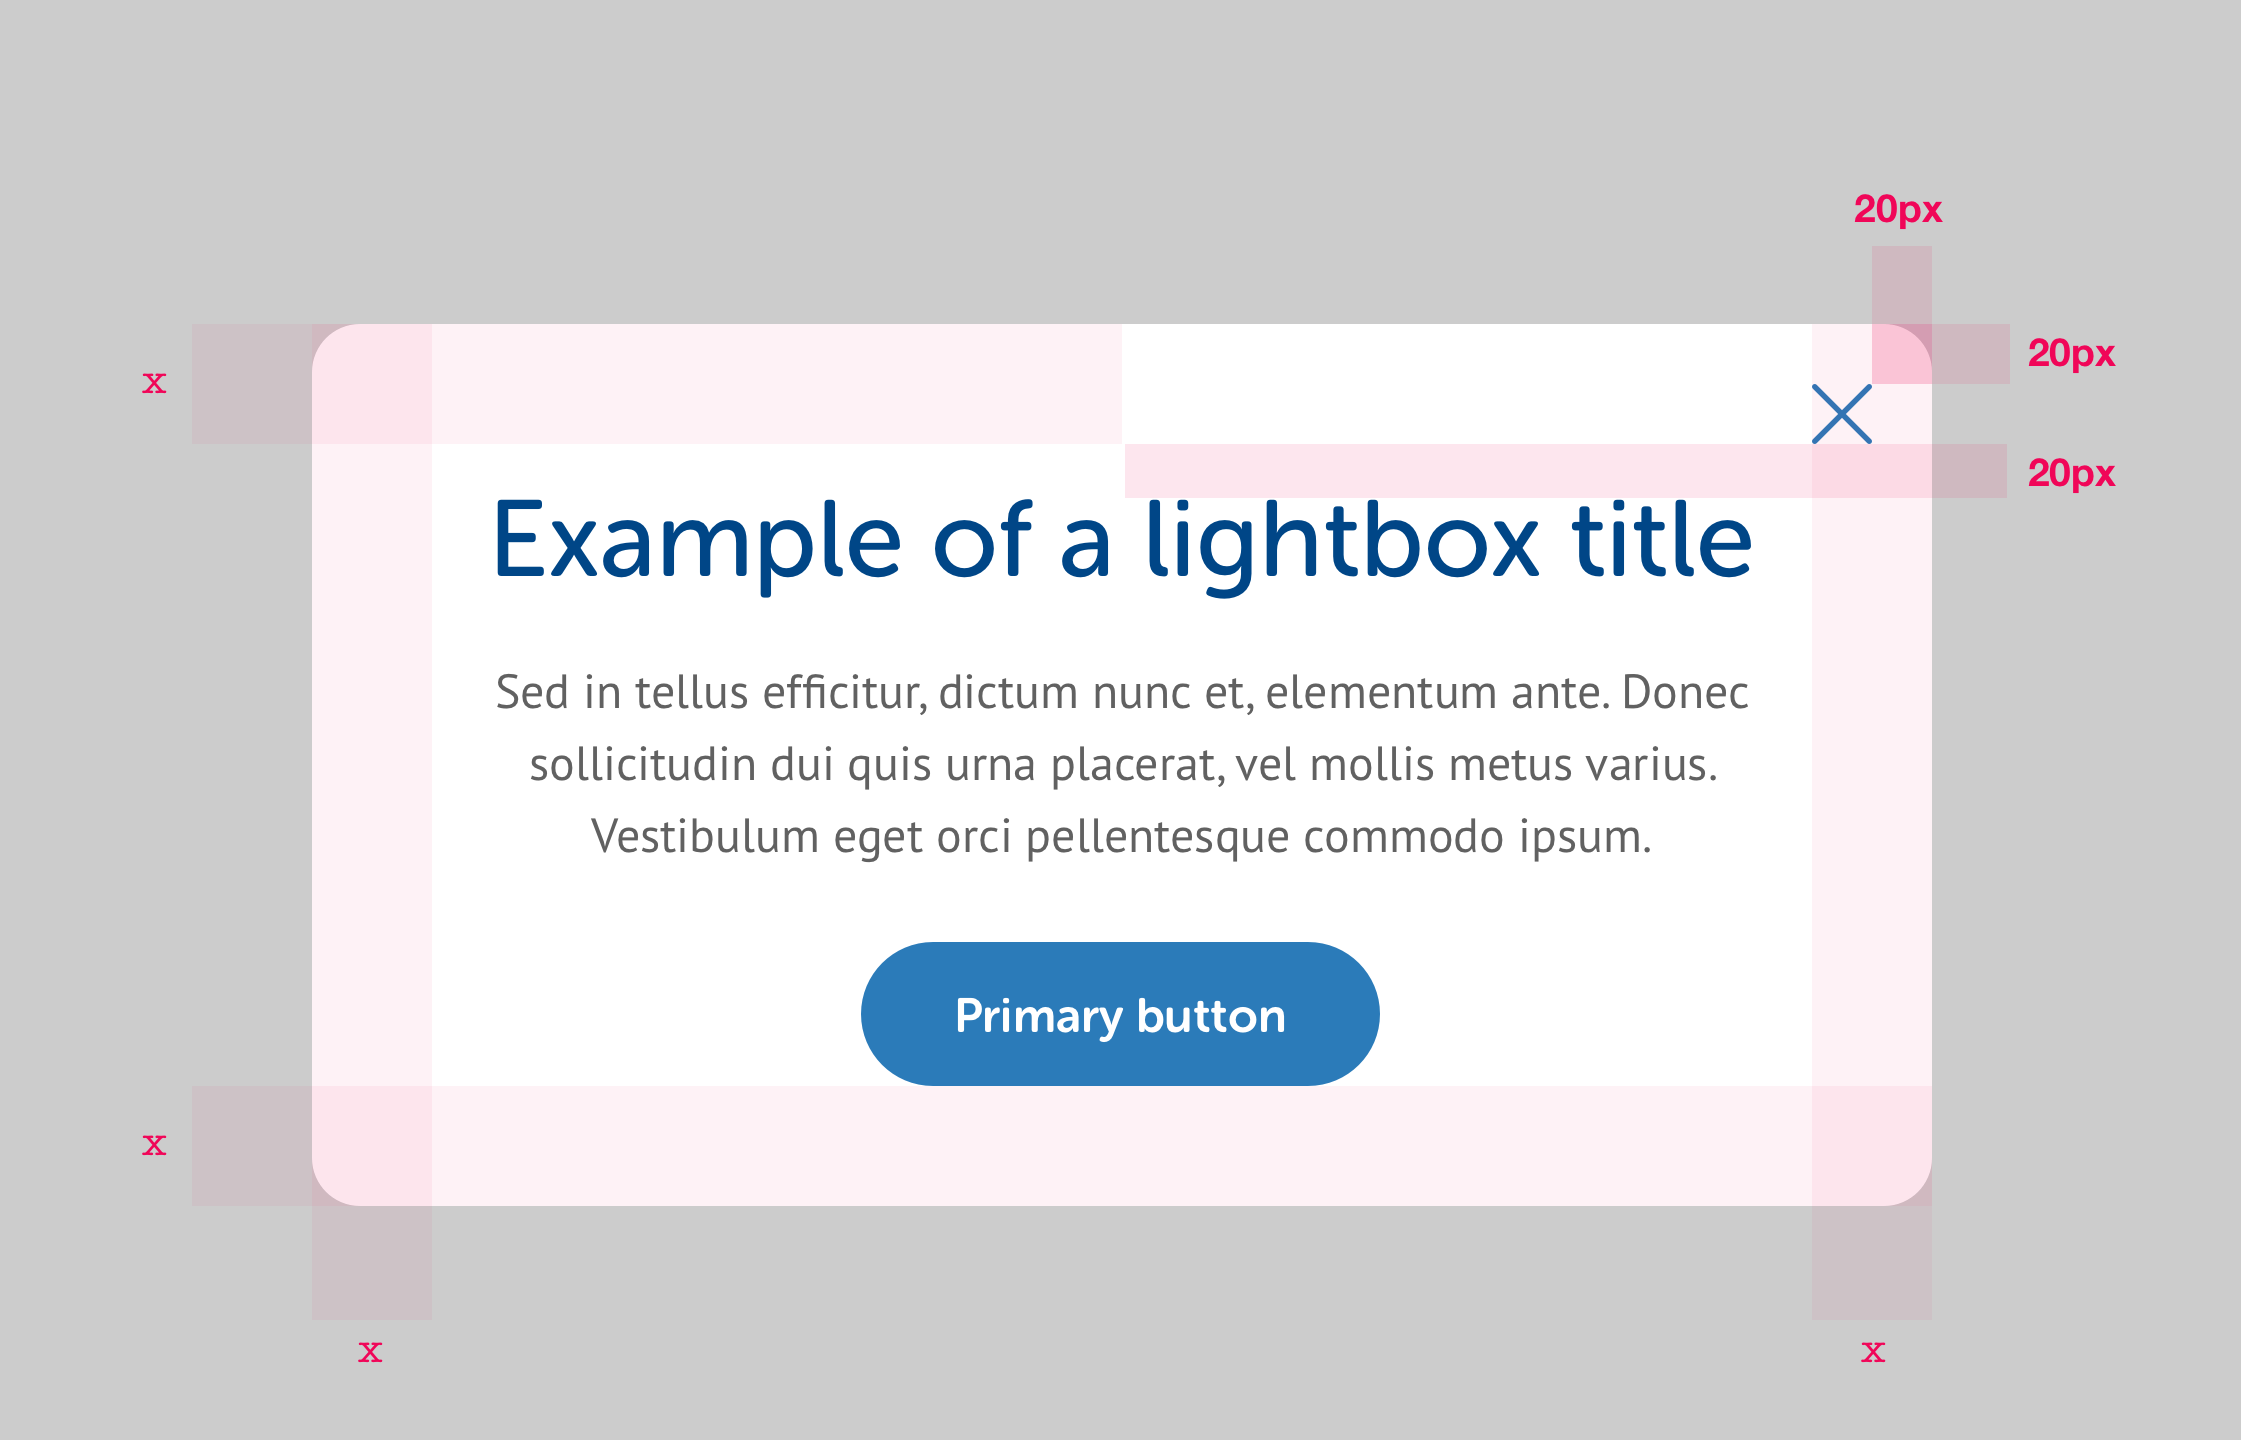 20px
20px
x
20px
Example of a lightbox title
Sed in tellus efficitur, dictum nunc et, elementum ante. Donec
sollicitudin dui quis urna placerat, vel mollis metus varius.
Vestibulum eget orci pellentesque commodo ipsum.
Primary button
x
x
x